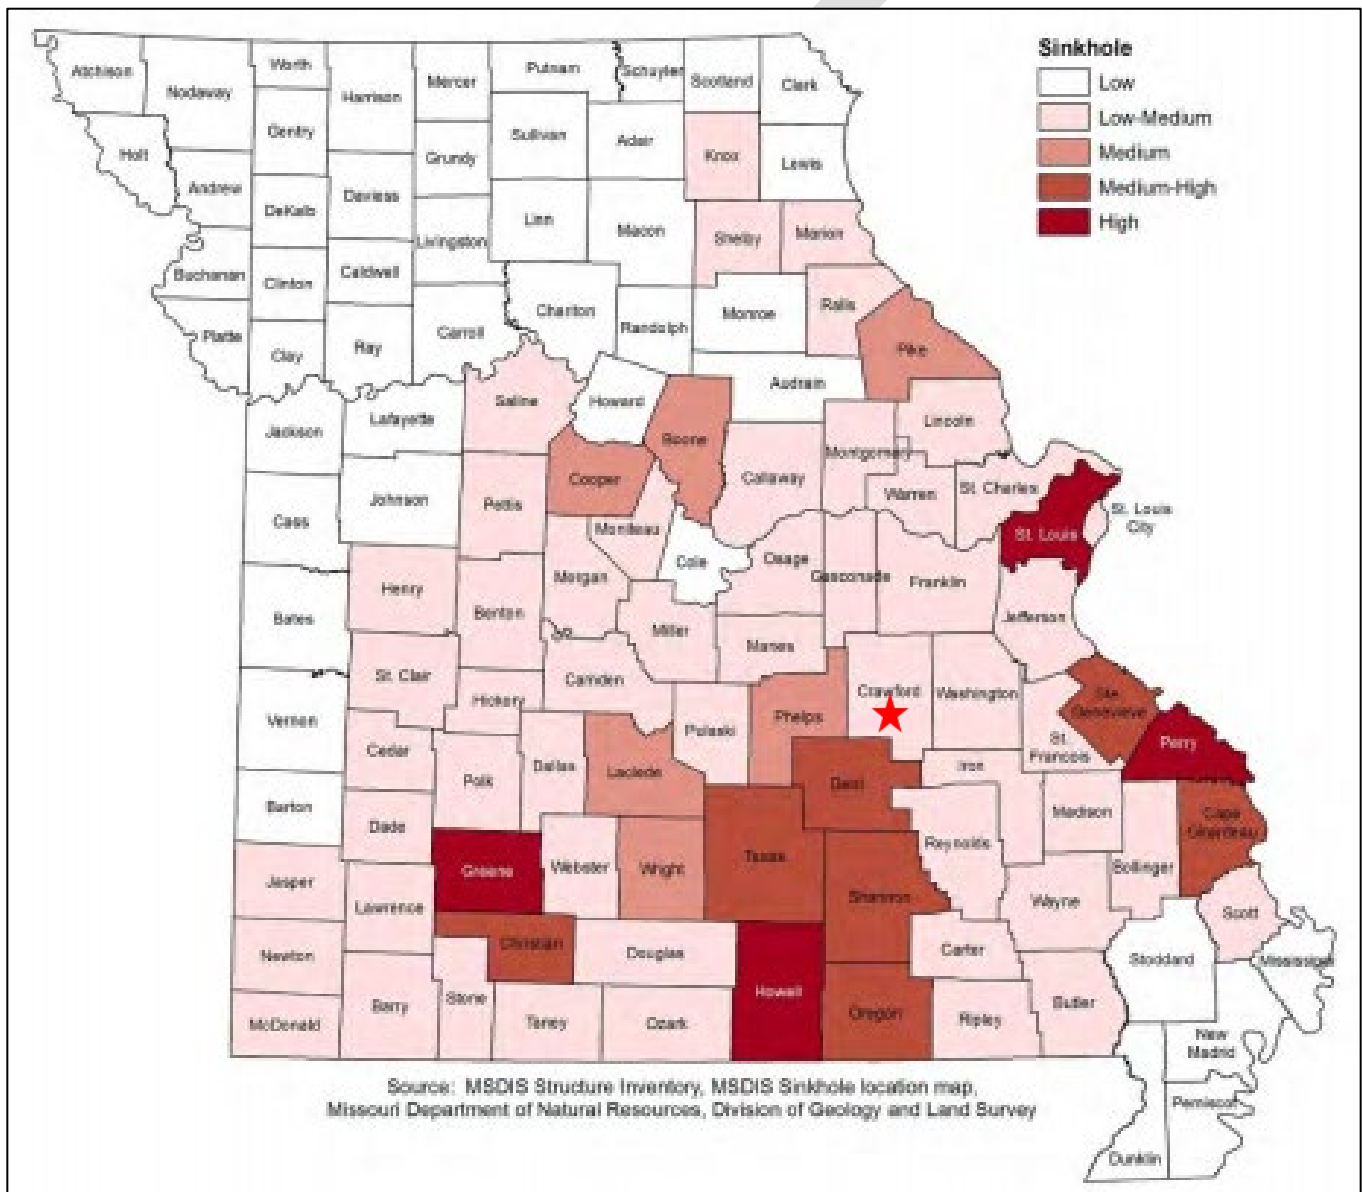 Sinkhole
Low
Low-Medium
Medium
Medium-High
High
Atchison
Nodaway
Worth
Harrison
Mercer
Putnam
Schuyler
Scotland
Clark
Gentry
Sullivan
Adair
Holt
Andrew
Grundy
Knox
Lewis
DeKalb
Daviess
Linn
Macon
Shelby
Marion
Livingston
Buchanan
Clinton
Caldwell
Chariton
Randolph
Monroe
Ralls
Platte
Clay
Ray
Carroll
Pike
Audrain
Saline
Howard
Lafayette
Jackson
Boone
Lincoln
Cooper
Callaway
Montgomery
Johnson
Pettis
Warren
St. Charles
St. Louis
City
Cass
Moniteau
St. Louis
Cole
Osage
Gasconade
Franklin
Morgan
Henry
Benton
Bates
Miller
Jefferson
Maries
St. Clair
Camden
Hickory
Crawford
Washington
Vernon
Pulaski
Phelps
Ste.
Genevieve
Cedar
St.
Francois
Perry
Polk
Dallas
Laclede
Iron
Dent
Barton
Dade
Madison
Cape
Girardeau
Reynolds
Jasper
Greene
Webster
Wright
Texas
Bollinger
Lawrence
Shannon
Wayne
Scott
Newton
Christian
Douglas
Carter
Stoddard
Mississippi
McDonald
Barry
Stone
Taney
Ozark
Howell
Oregon
Ripley
Butler
New
Madrid
Pemiscot
Dunklin
Source: MSDIS Structure Inventory, MSDIS Sinkhole location map,
Missouri Department of Natural Resources, Division of Geology and Land Survey